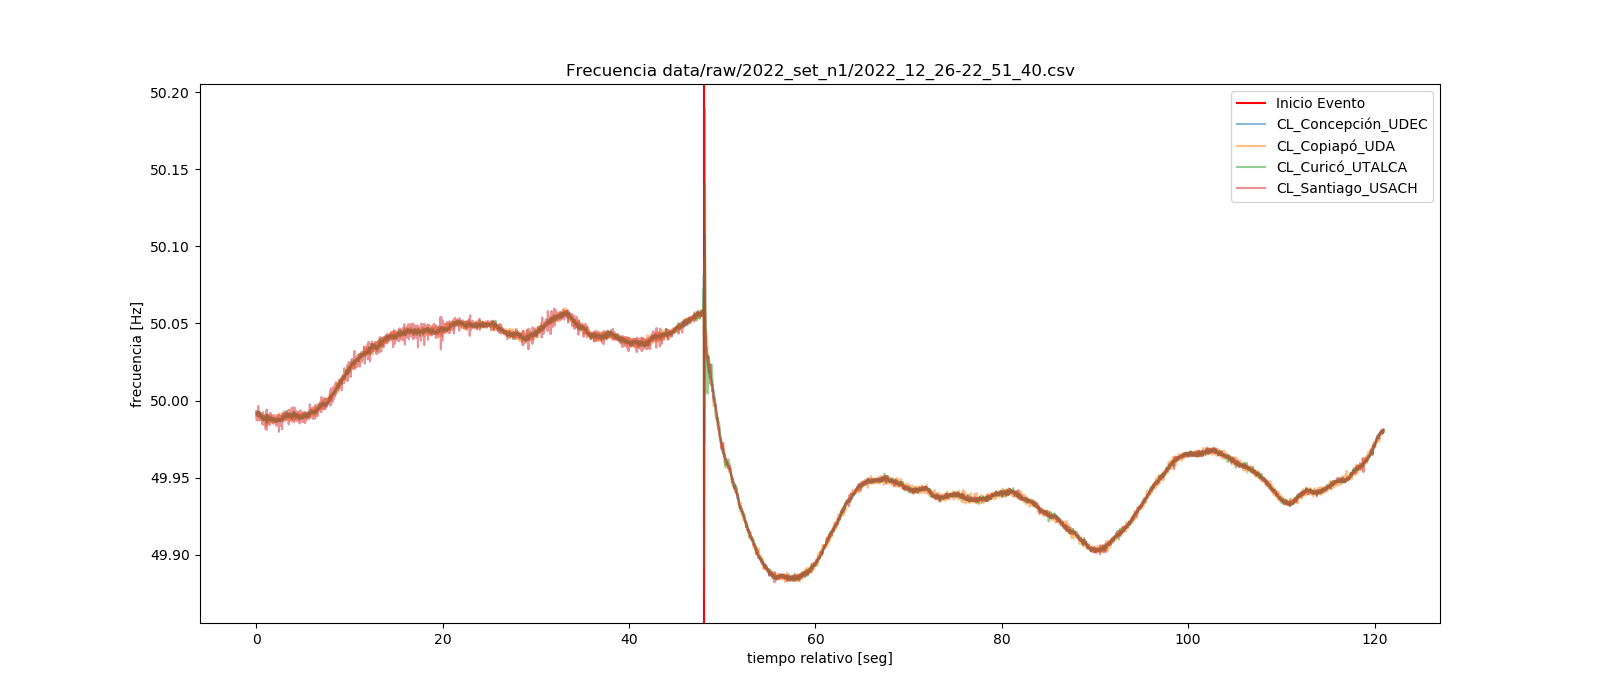 Frecuencia data/raw/2022_set_n1/2022_12_26-22_51_40.csv
50.20
50.15
50.10
50.05
50.00
49.95
49.90
frecuencia [Hz]
Inicio Evento
CL_Concepción_UDEC
CL_Copiapó_UDA
CL_Curicó_UTALCA
CL_Santiago_USACH
0 20 40 60 80 100 120
tiempo relativo [seg]